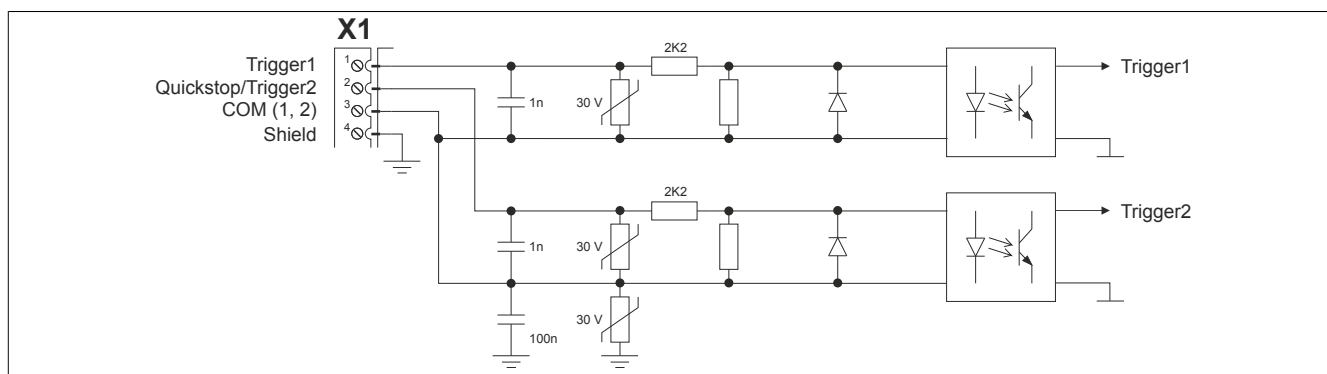 X1
Trigger1
1
Quickstop/Trigger2
2
COM (1, 2)
3
Shield
4
2K2
1n
30 V
Trigger1
2K2
1n
30 V
Trigger2
100n
30 V